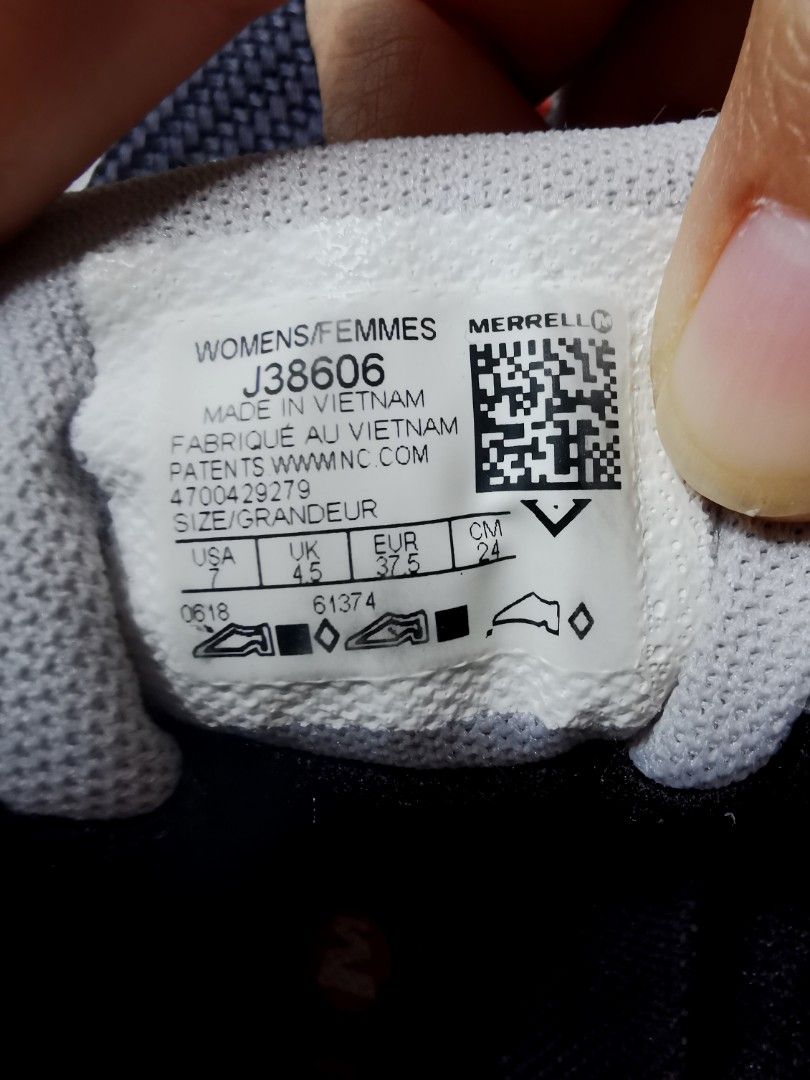 WOMENS/FEMMES
J38606
MADE IN VIETNAM
FABRIQUÉ AU VIETNAM
PATENTS WWWNC.COM
4700429279
SIZE/GRANDEUR
USA UK EUR CM
7 4.5 37.5 24
0618 61374
MERRELL